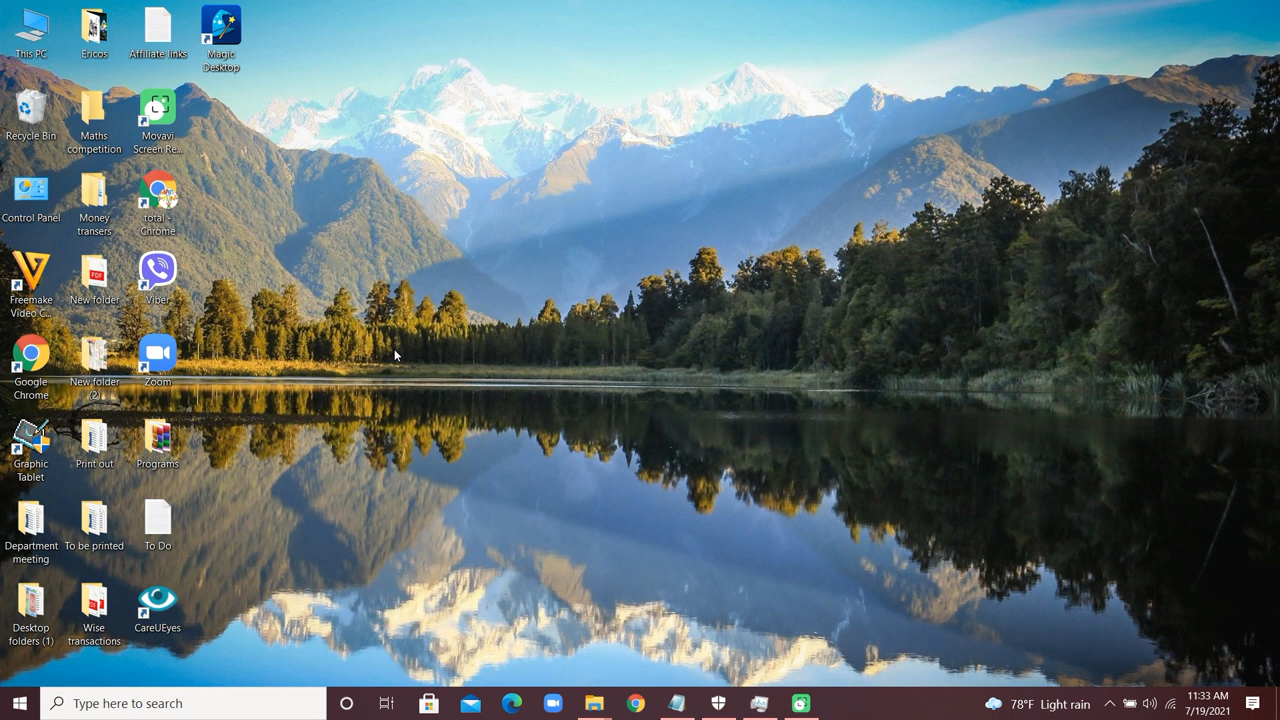 This PC
Ericos
Affiliate links
Magic
Desktop
Recycle Bin
Maths
competition
Movavi
Screen Re...
Control Panel
Money
transers
total -
Chrome
Freemake
Video C...
New folder
Viber
Google
Chrome
New folder
(2)
Zoom
Graphic
Tablet
Print out
Programs
Department
meeting
To be printed
To Do
Desktop
folders (1)
Wise
transactions
CareUEyes
Type here to search
78°F Light rain
11:33 AM
7/19/2021